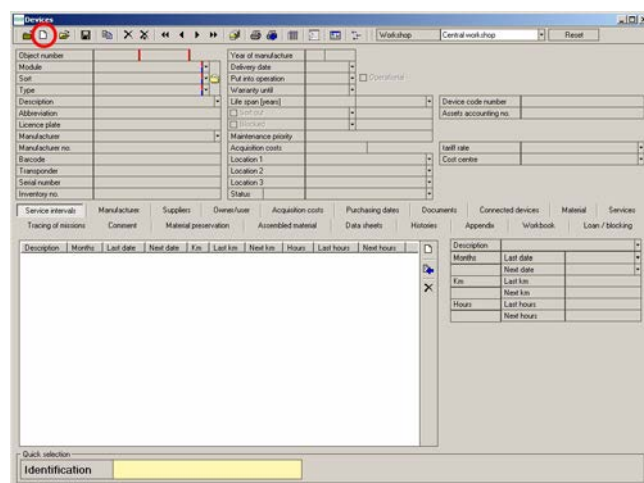 Devices
Workshop Central workshop Reset
Object number Year of manufacture
Module Delivery date
Sort Put into operation Operational
Type Warranty until
Description Life span [years] Device code number
Abbreviation Sort out Assets accounting no.
Licence plate Blocked
Manufacturer Maintenance priority
Manufacturer no. Acquisition costs tariff rate
Barcode Location 1 Cost centre
Transponder Location 2
Serial number Location 3
Inventory no. Status
Service intervals Manufacturer Suppliers Owner/user Acquisition costs Purchasing dates Documents Connected devices Material Services
Tracing of missions Comment Material preservation Assembled material Data sheets Histories Appendix Workbook Loan / blocking
Description Months Last date Next date Km Last km Next km Hours Last hours Next hours
Description
Months Last date
Next date
Km Last km
Next km
Hours Last hours
Next hours
Quick selection
Identification